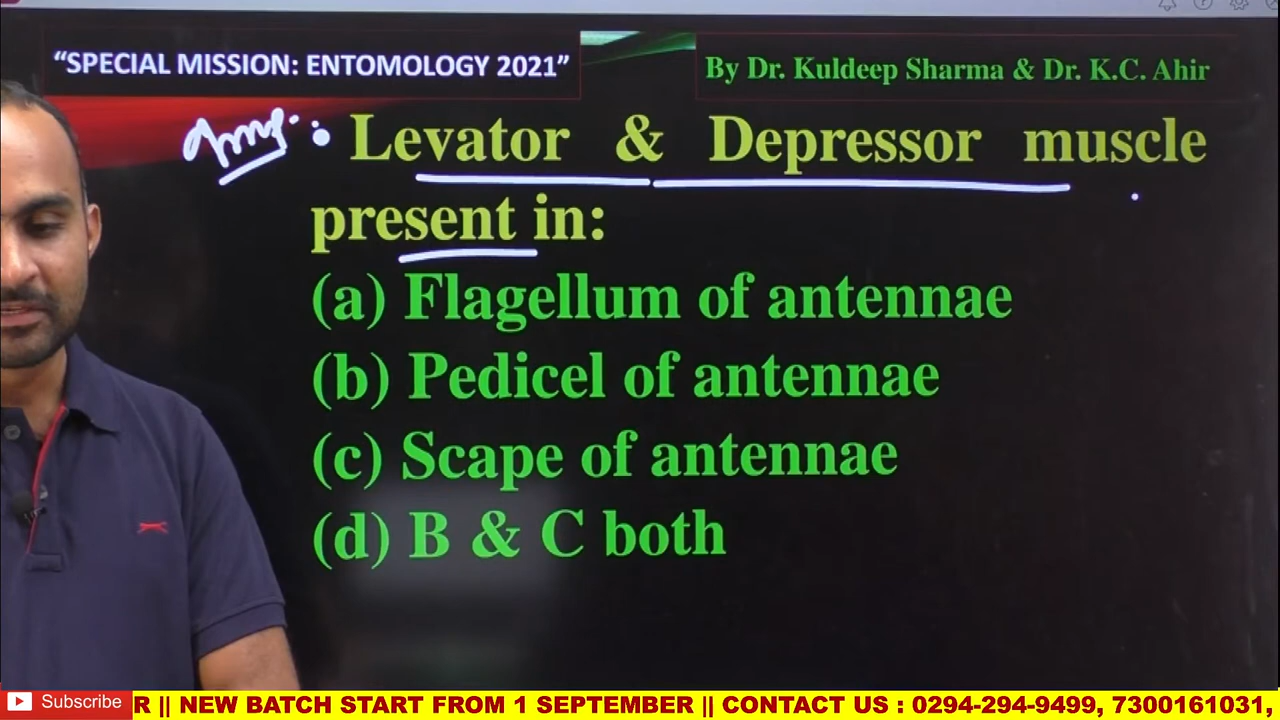 “SPECIAL MISSION: ENTOMOLOGY 2021”
By Dr. Kuldeep Sharma & Dr. K.C. Ahir
Levator & Depressor muscle
present in:
(a) Flagellum of antennae
(b) Pedicel of antennae
(c) Scape of antennae
(d) B & C both
Subscribe
R || NEW BATCH START FROM 1 SEPTEMBER || CONTACT US : 0294-294-9499, 7300161031,